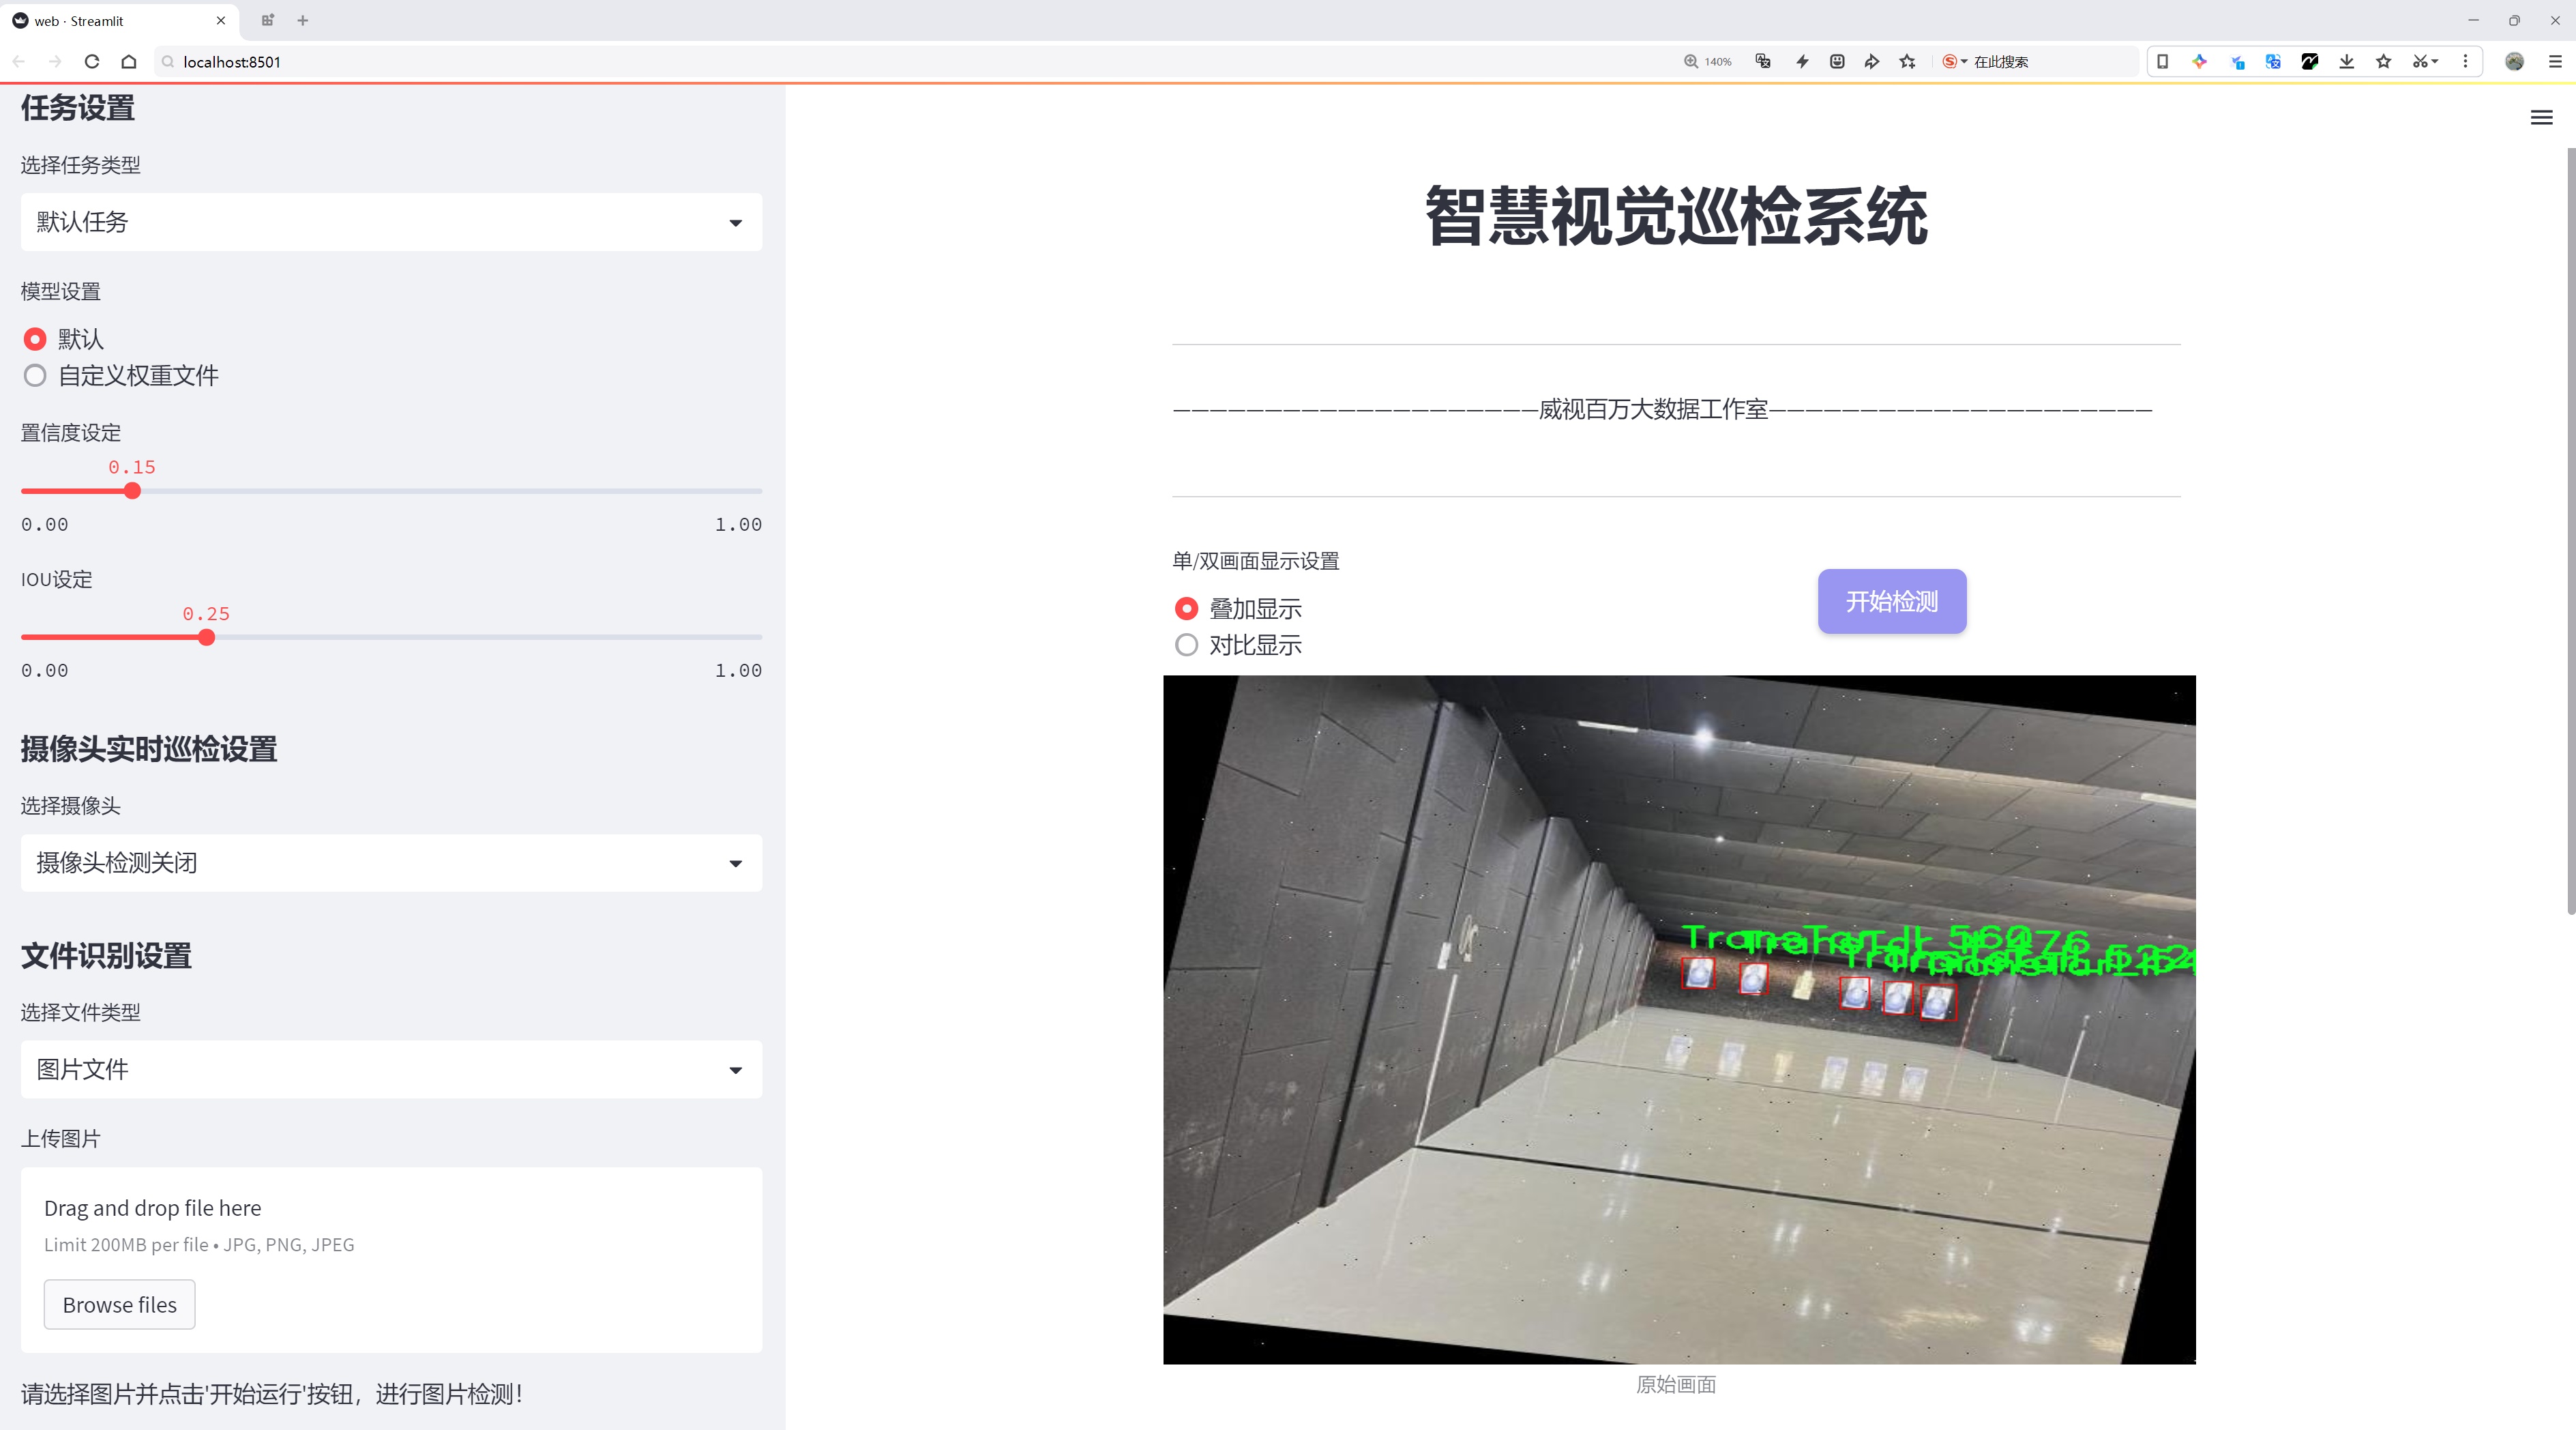 web · Streamlit
localhost:8501
140%
在此搜索
任务设置
选择任务类型
默认任务
模型设置
默认
自定义权重文件
置信度设定
0.15
0.00
1.00
IOU设定
0.25
0.00
1.00
摄像头实时巡检设置
选择摄像头
摄像头检测关闭
文件识别设置
选择文件类型
图片文件
上传图片
Drag and drop file here
Limit 200MB per file • JPG, PNG, JPEG
Browse files
请选择图片并点击'开始运行'按钮，进行图片检测！
智慧视觉巡检系统
————————————————————威视百万大数据工作室—————————————————————
单/双画面显示设置
叠加显示
对比显示
开始检测
原始画面